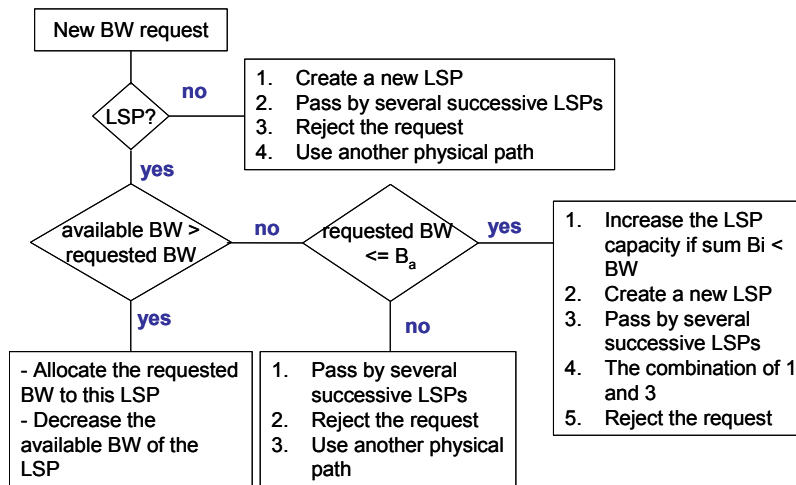 New BW request
no
1. Create a new LSP
2. Pass by several successive LSPs
3. Reject the request
4. Use another physical path
LSP?
yes
available BW >
requested BW
no
requested BW
<= Ba
yes
1. Increase the LSP
capacity if sum Bi <
BW
2. Create a new LSP
3. Pass by several
successive LSPs
4. The combination of 1
and 3
5. Reject the request
yes
no
- Allocate the requested
BW to this LSP
- Decrease the
available BW of the
LSP
1. Pass by several
successive LSPs
2. Reject the request
3. Use another physical
path